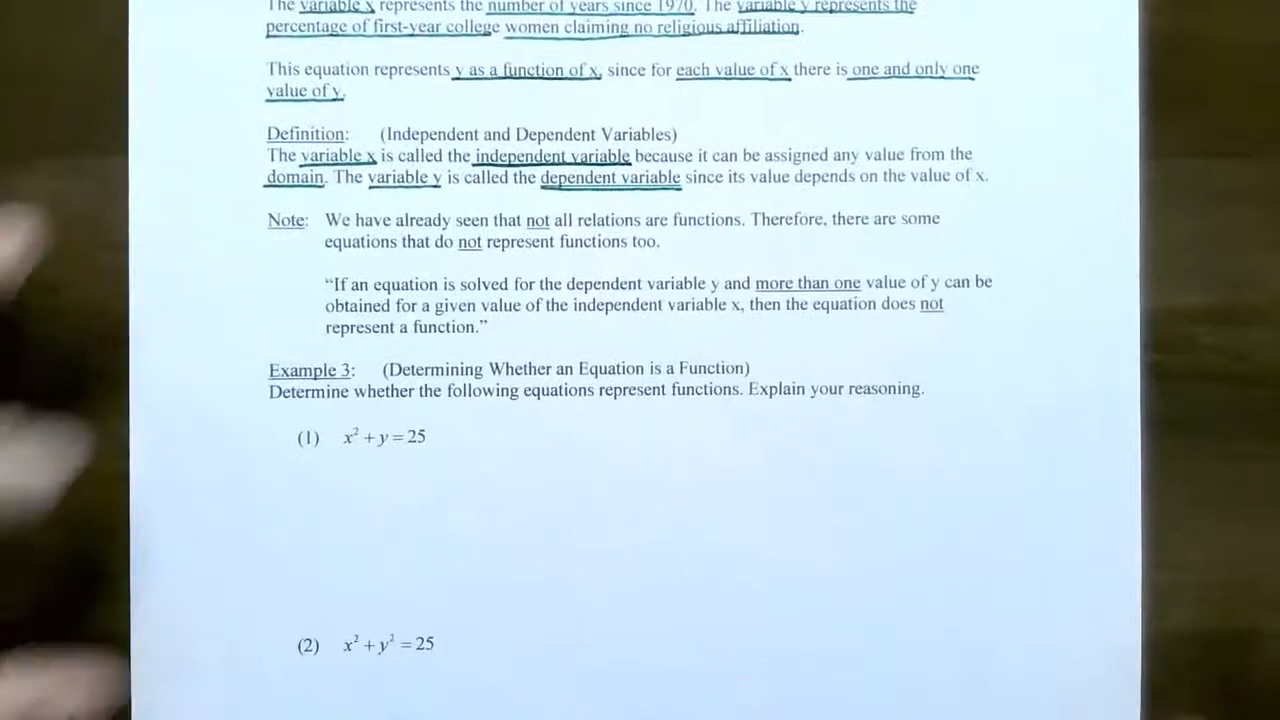 The variable x represents the number of years since 1970. The variable y represents the
percentage of first-year college women claiming no religious affiliation.
This equation represents y as a function of x, since for each value of x there is one and only one
value of y.
Definition: (Independent and Dependent Variables)
The variable x is called the independent variable because it can be assigned any value from the
domain. The variable y is called the dependent variable since its value depends on the value of x.
Note: We have already seen that not all relations are functions. Therefore, there are some
equations that do not represent functions too.
“If an equation is solved for the dependent variable y and more than one value of y can be
obtained for a given value of the independent variable x, then the equation does not
represent a function.”
Example 3: (Determining Whether an Equation is a Function)
Determine whether the following equations represent functions. Explain your reasoning.
(1) x² + y = 25
(2) x² + y² = 25